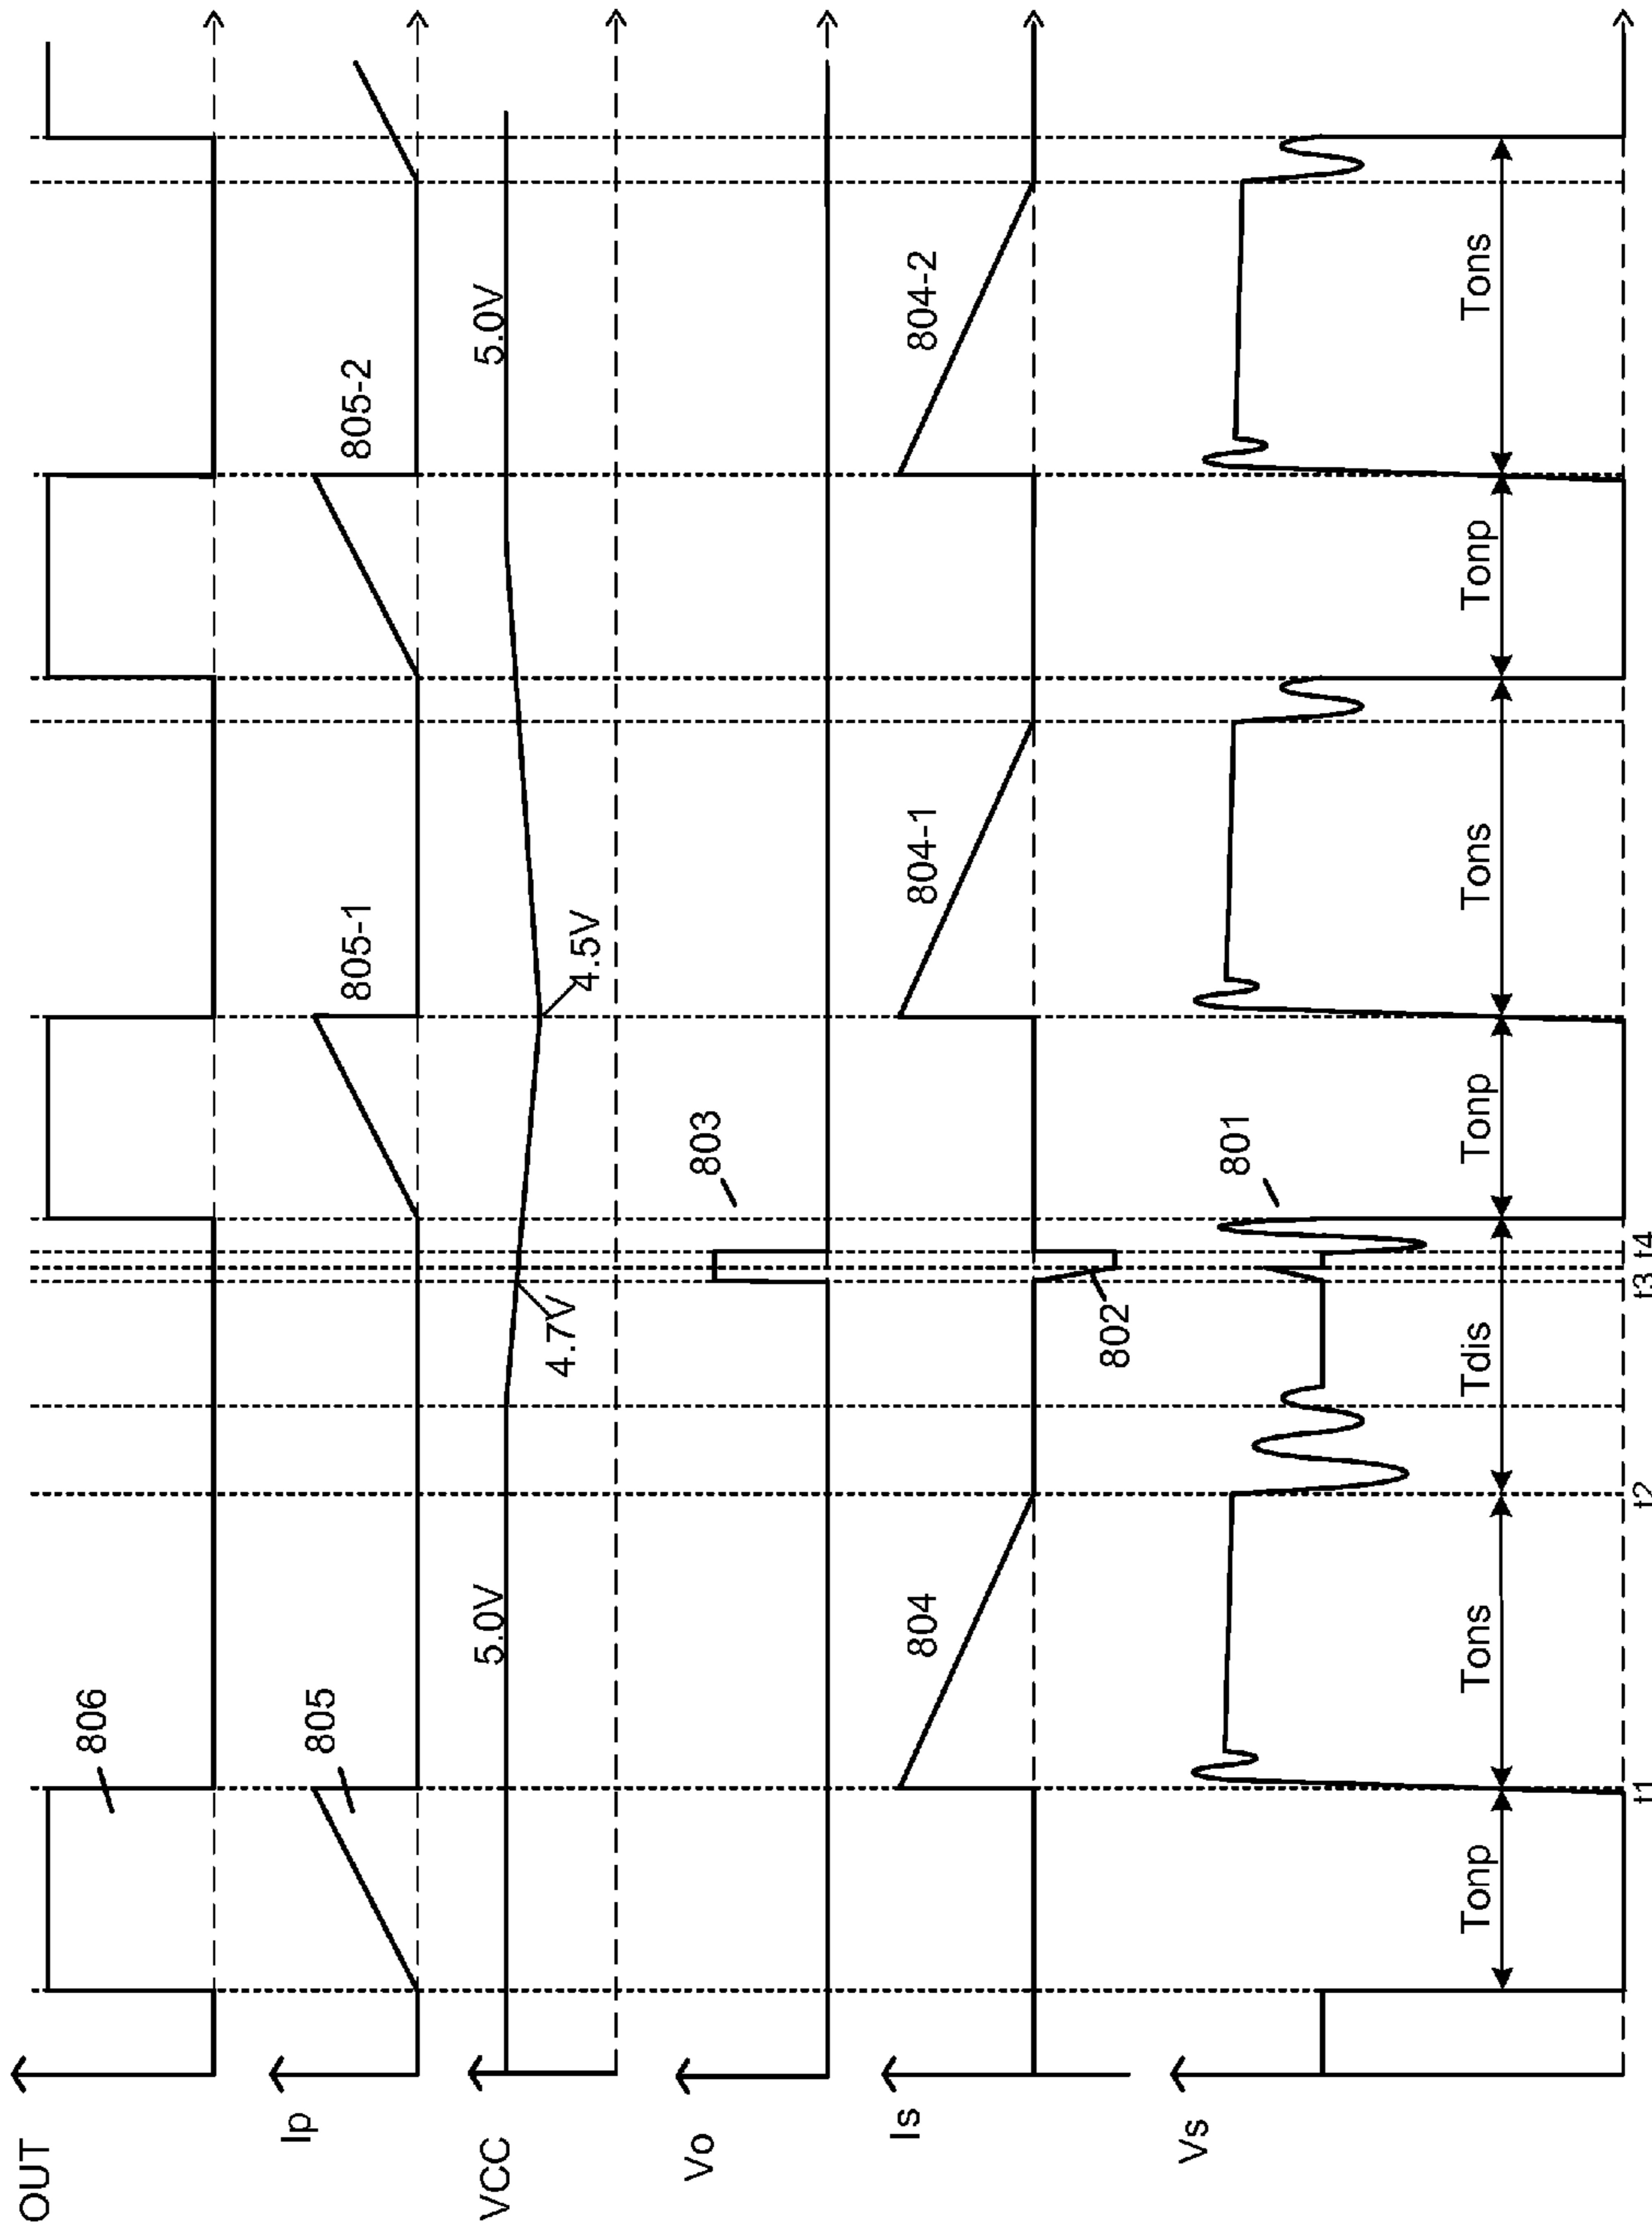 OUT
806
Ip
805
805-1
805-2
VCC
5.0V
4.7V
4.5V
5.0V
Vo
803
Is
804
802
804-1
804-2
Vs
801
Tonp
Tons
Tdis
Tonp
Tons
Tonp
Tons
t1
t2
t3
t4